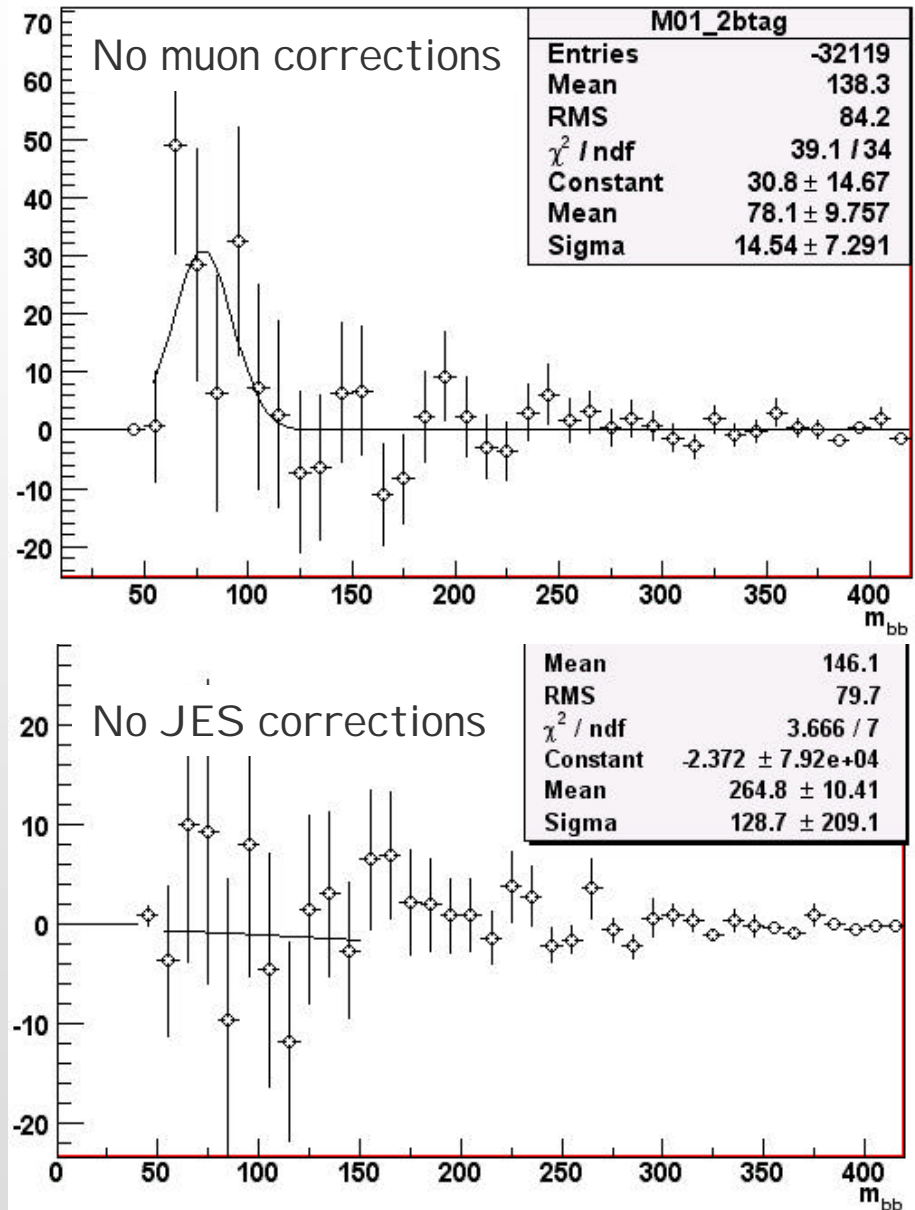 No muon corrections
M01_2btag
Entries -32119
Mean 138.3
RMS 84.2
χ² / ndf 39.1 / 34
Constant 30.8 ± 14.67
Mean 78.1 ± 9.757
Sigma 14.54 ± 7.291
70
60
50
40
30
20
10
0
-10
-20
50 100 150 200 250 300 350 400
m_bb
No JES corrections
Mean 146.1
RMS 79.7
χ² / ndf 3.666 / 7
Constant -2.372 ± 7.92e+04
Mean 264.8 ± 10.41
Sigma 128.7 ± 209.1
20
10
0
-10
-20
0 50 100 150 200 250 300 350 400
m_bb